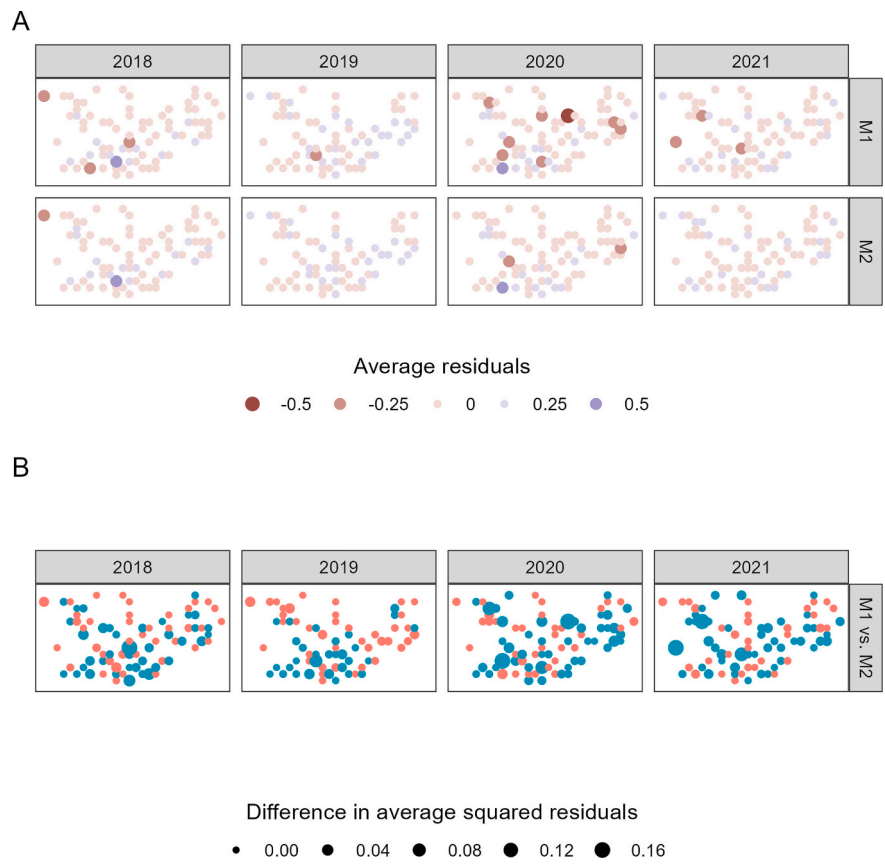 A
2018 2019 2020 2021
M1
M2
Average residuals
-0.5 -0.25 0 0.25 0.5
B
2018 2019 2020 2021
M1 vs. M2
Difference in average squared residuals
0.00 0.04 0.08 0.12 0.16